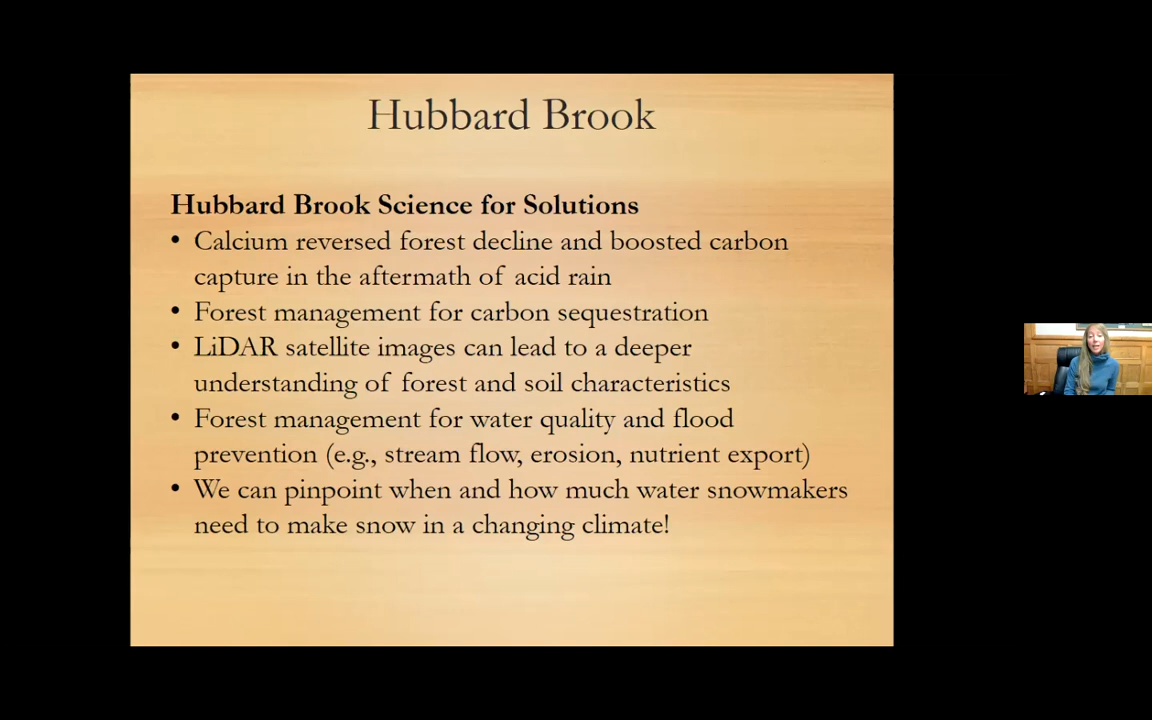 Hubbard Brook
Hubbard Brook Science for Solutions
• Calcium reversed forest decline and boosted carbon
capture in the aftermath of acid rain
• Forest management for carbon sequestration
• LiDAR satellite images can lead to a deeper
understanding of forest and soil characteristics
• Forest management for water quality and flood
prevention (e.g., stream flow, erosion, nutrient export)
• We can pinpoint when and how much water snowmakers
need to make snow in a changing climate!